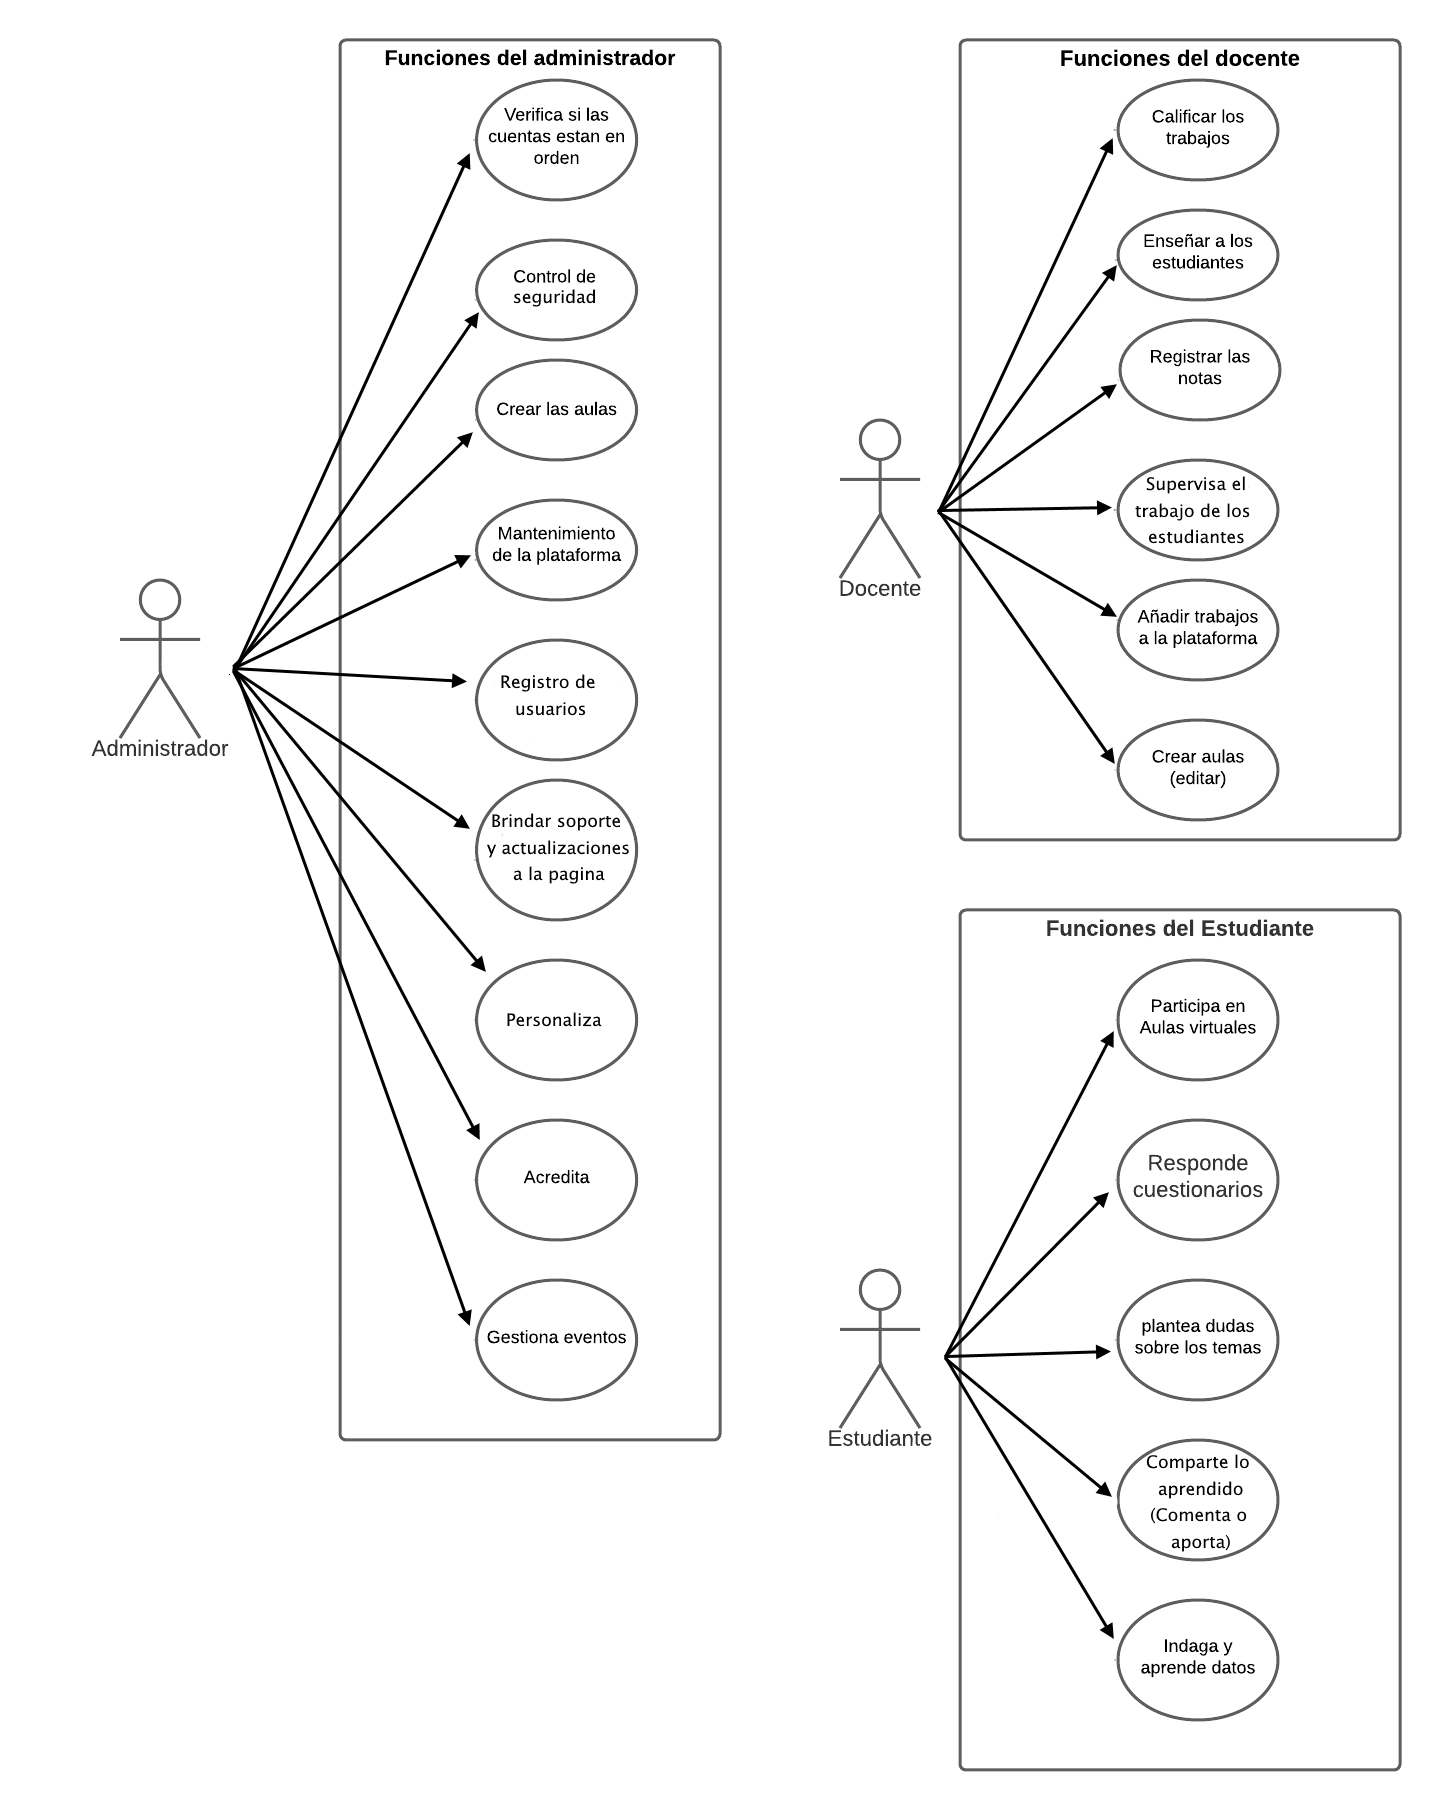 Funciones del administrador
Verifica si las
cuentas estan en
orden
Control de
seguridad
Crear las aulas
Mantenimiento
de la plataforma
Registro de
usuarios
Brindar soporte
y actualizaciones
a la pagina
Personaliza
Acredita
Gestiona eventos
Administrador
Funciones del docente
Calificar los
trabajos
Enseñar a los
estudiantes
Registrar las
notas
Supervisa el
trabajo de los
estudiantes
Añadir trabajos
a la plataforma
Crear aulas
(editar)
Docente
Funciones del Estudiante
Participa en
Aulas virtuales
Responde
cuestionarios
plantea dudas
sobre los temas
Comparte lo
aprendido
(Comenta o
aporta)
Indaga y
aprende datos
Estudiante